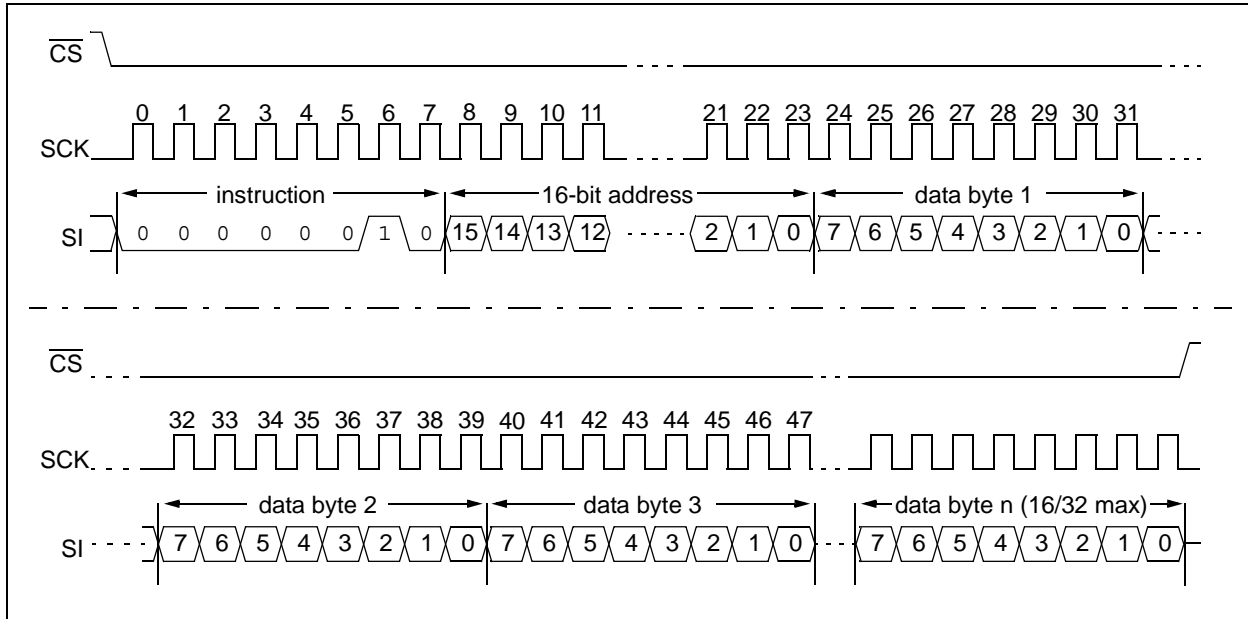 CS
0 1 2 3 4 5 6 7 8 9 10 11 21 22 23 24 25 26 27 28 29 30 31
SCK
instruction 16-bit address data byte 1
SI 0 0 0 0 0 0 1 0 15 14 13 12 2 1 0 7 6 5 4 3 2 1 0
CS
32 33 34 35 36 37 38 39 40 41 42 43 44 45 46 47
SCK
data byte 2 data byte 3 data byte n (16/32 max)
SI 7 6 5 4 3 2 1 0 7 6 5 4 3 2 1 0 7 6 5 4 3 2 1 0